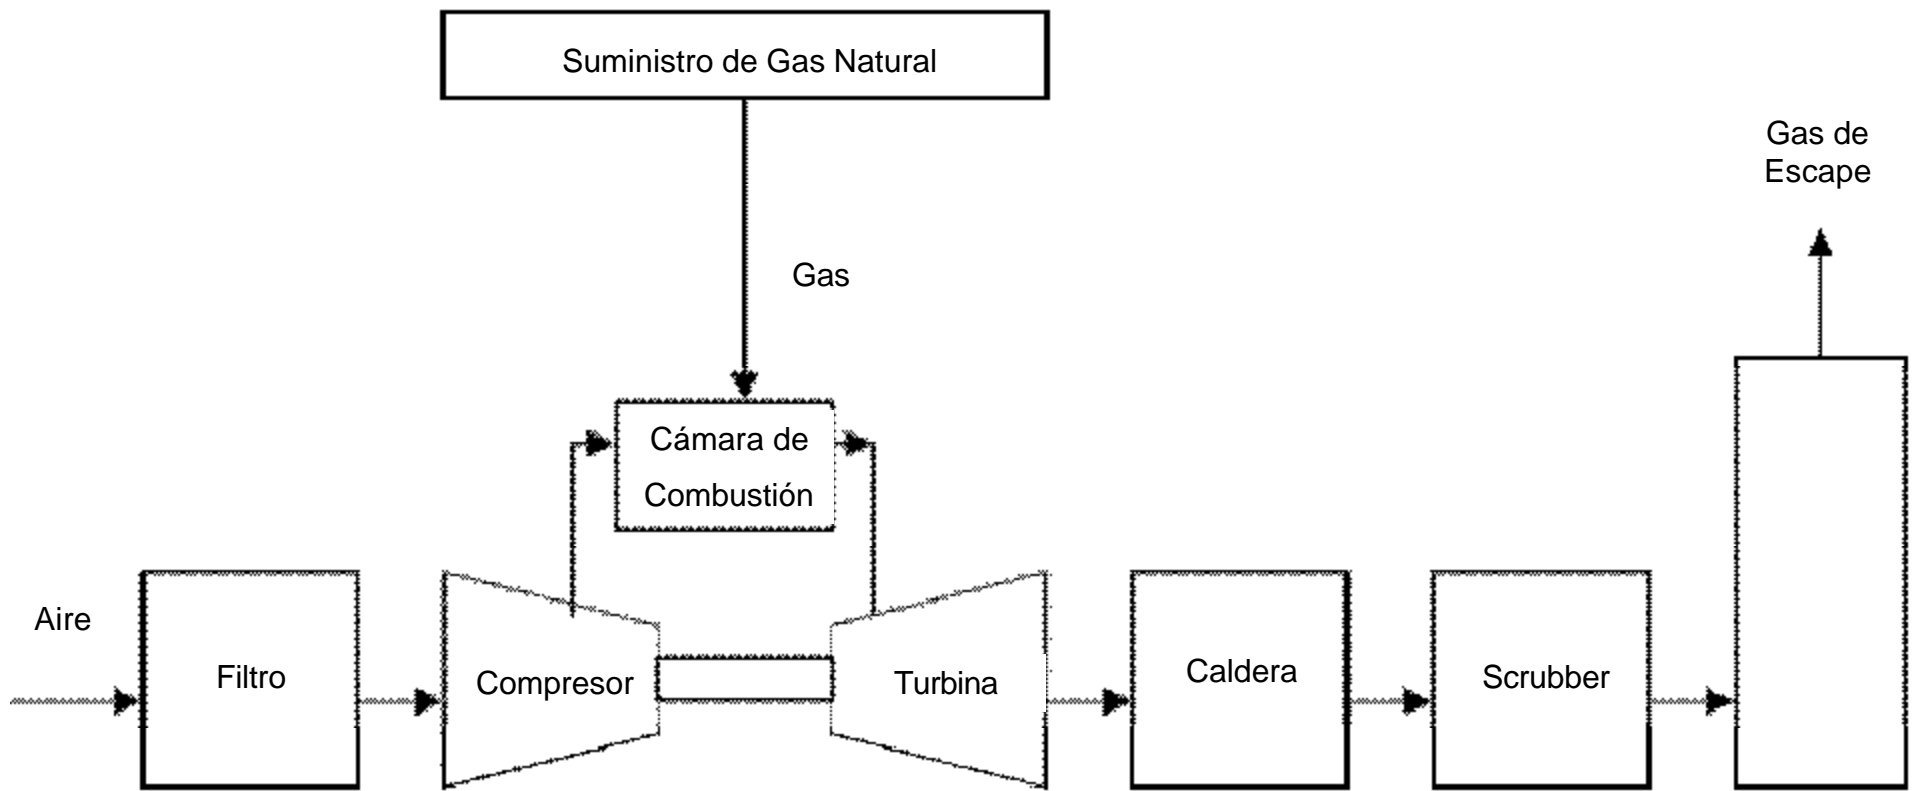 Suministro de Gas Natural
Gas de
Escape
Gas
Cámara de
Combustión
Aire
Filtro
Compresor
Turbina
Caldera
Scrubber